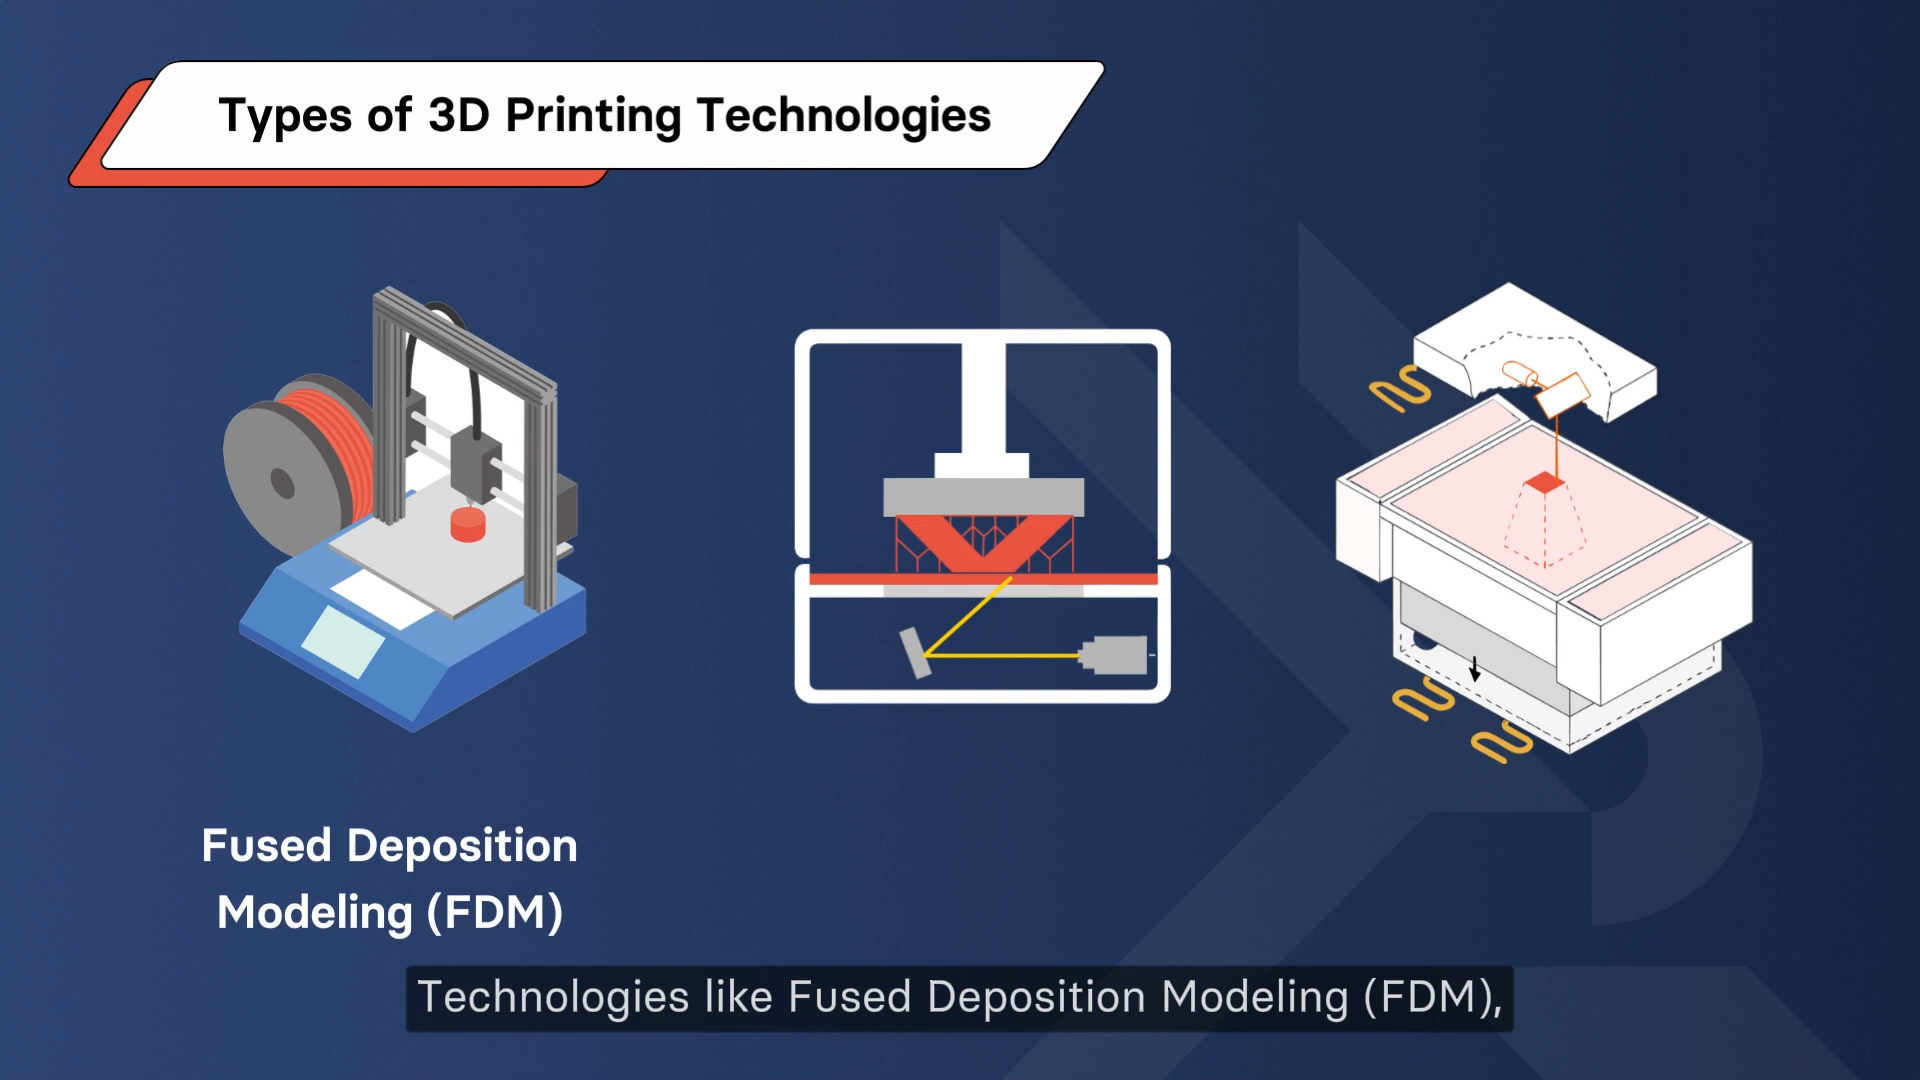 Types of 3D Printing Technologies
Fused Deposition
Modeling (FDM)
Technologies like Fused Deposition Modeling (FDM),